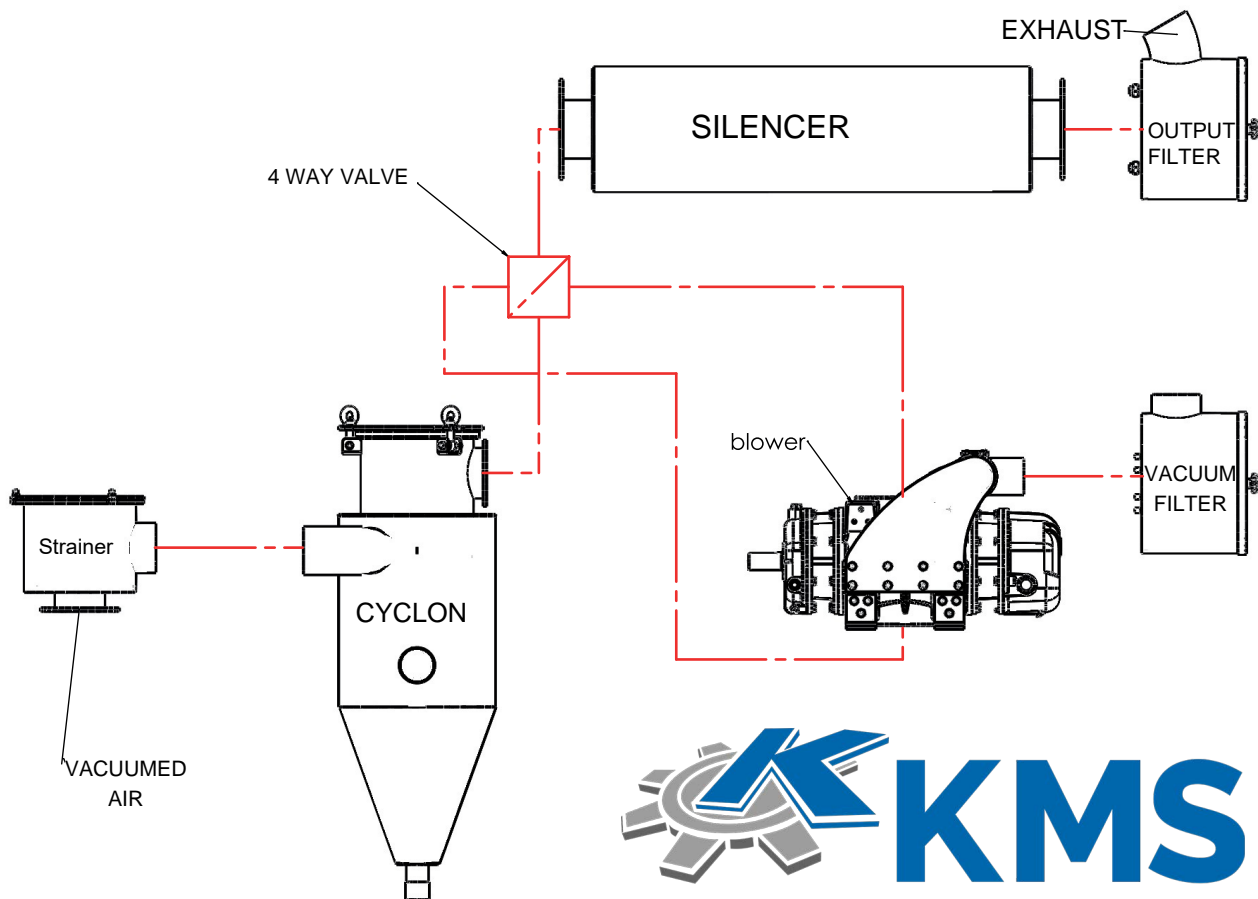 EXHAUST
SILENCER
OUTPUT
FILTER
4 WAY VALVE
blower
VACUUM
FILTER
Strainer
CYCLON
VACUUMED
AIR
KMS